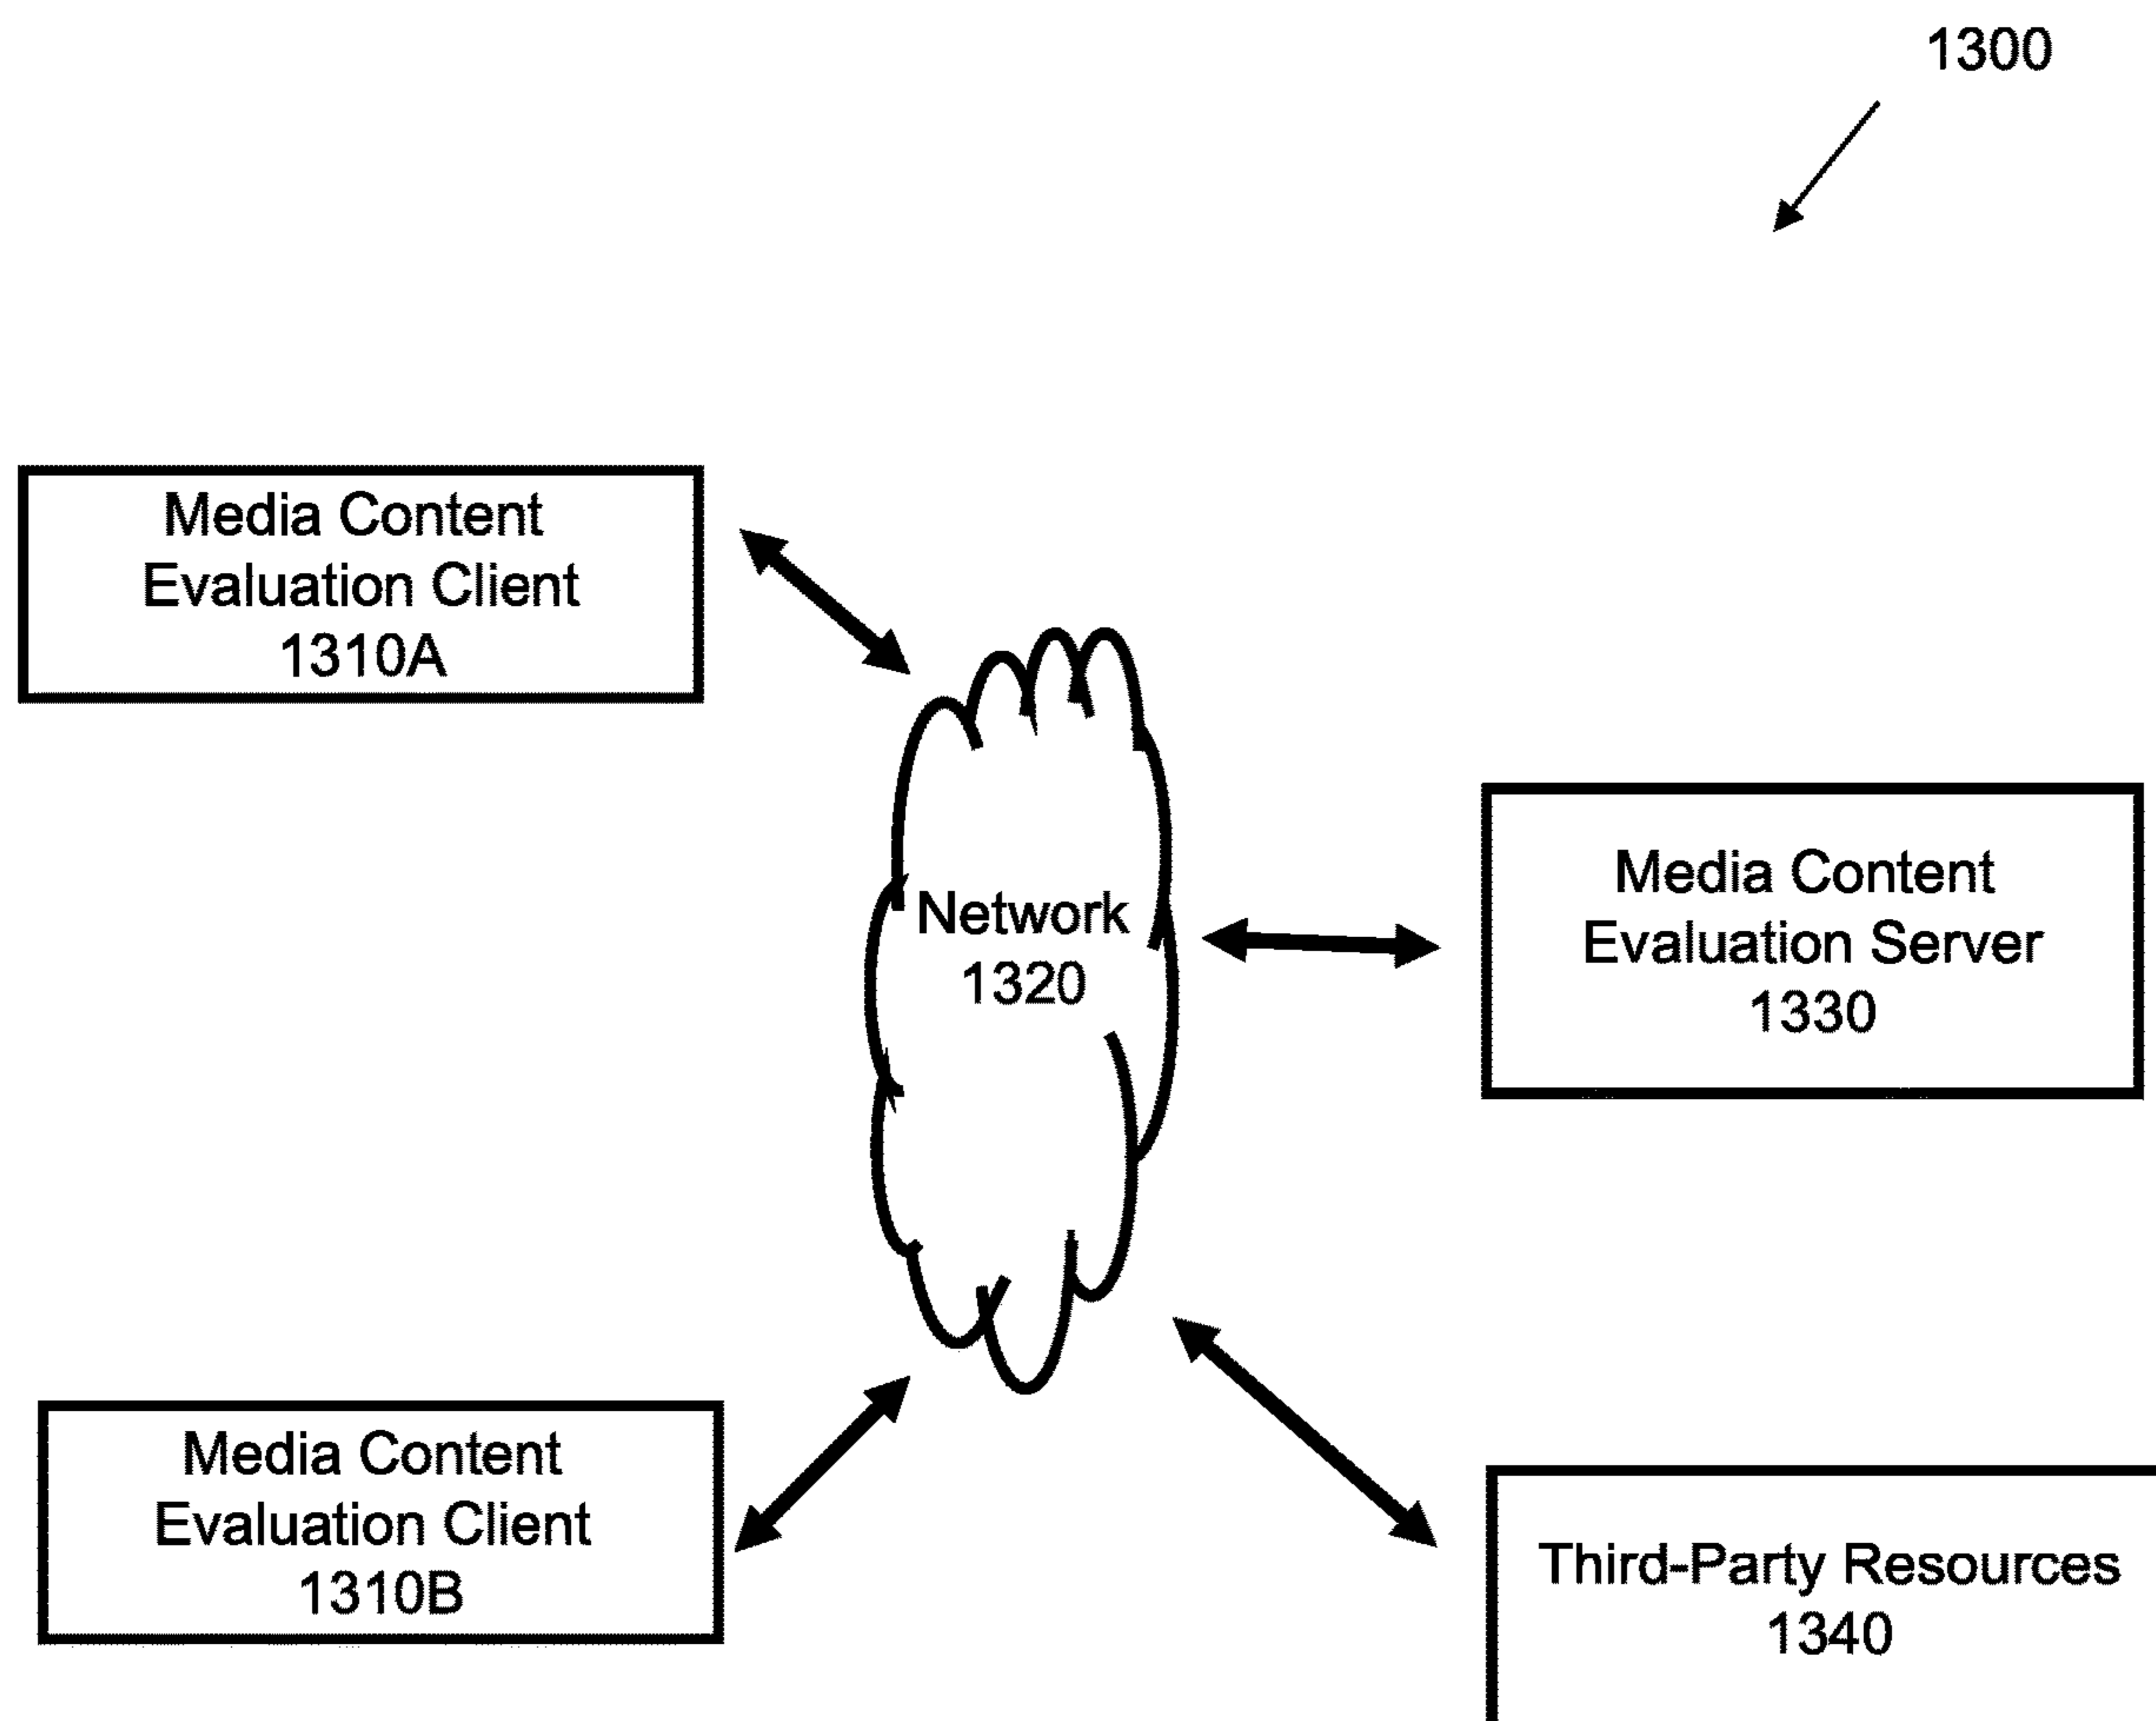 1300
Media Content
Evaluation Client
1310A
Network
1320
Media Content
Evaluation Server
1330
Media Content
Evaluation Client
1310B
Third-Party Resources
1340